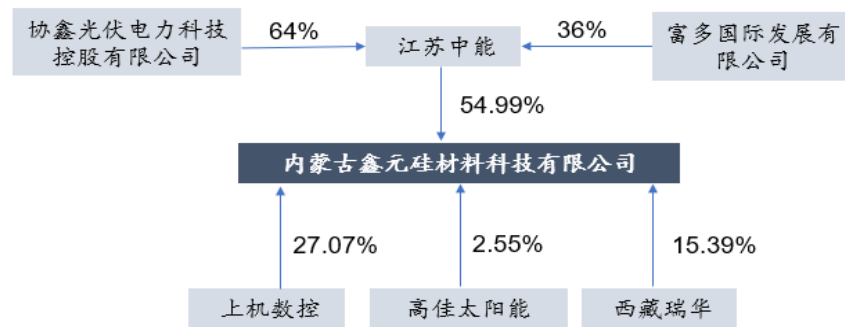 协鑫光伏电力科技
控股有限公司
64%
江苏中能
36%
富多国际发展有
限公司
54.99%
内蒙古鑫元硅材料科技有限公司
27.07%
2.55%
15.39%
上机数控
高佳太阳能
西藏瑞华